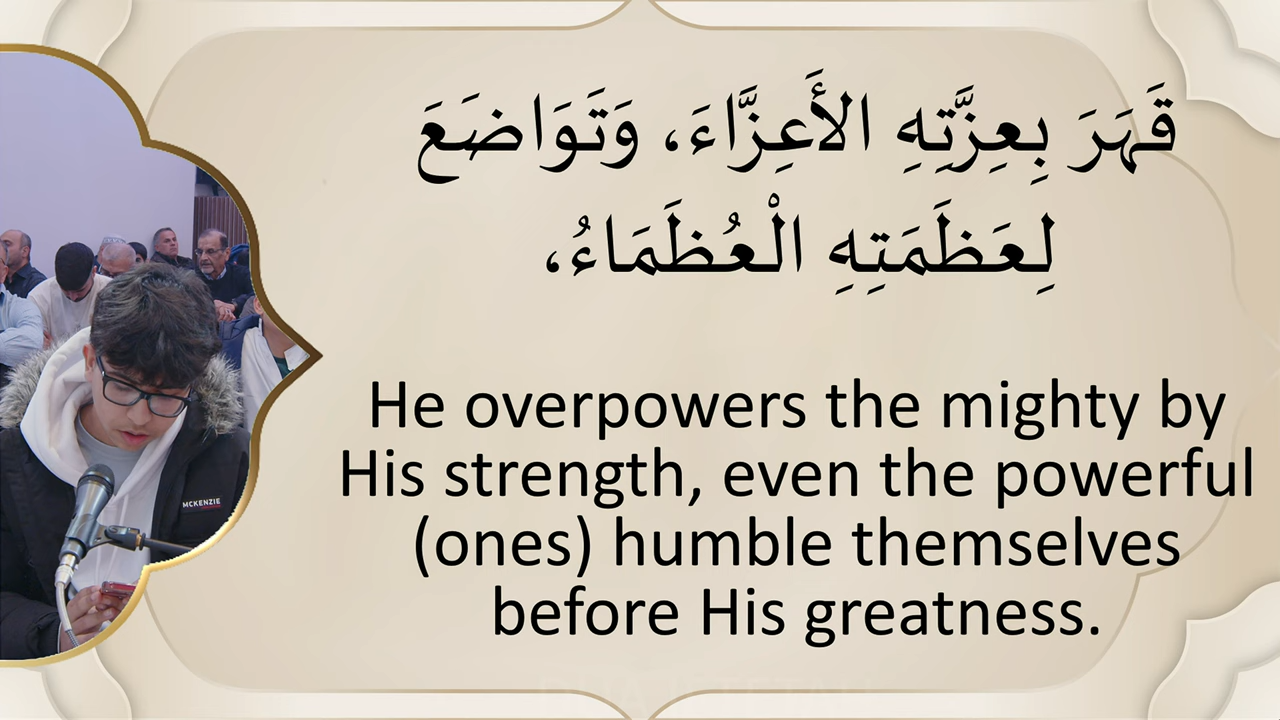 قَهَرَ بِعِزَّتِهِ الأَعِزَّاءَ، وَتَوَاضَعَ
لِعَظَمَتِهِ الْعُظَمَاءُ،
He overpowers the mighty by
His strength, even the powerful
(ones) humble themselves
before His greatness.
MCKENZIE